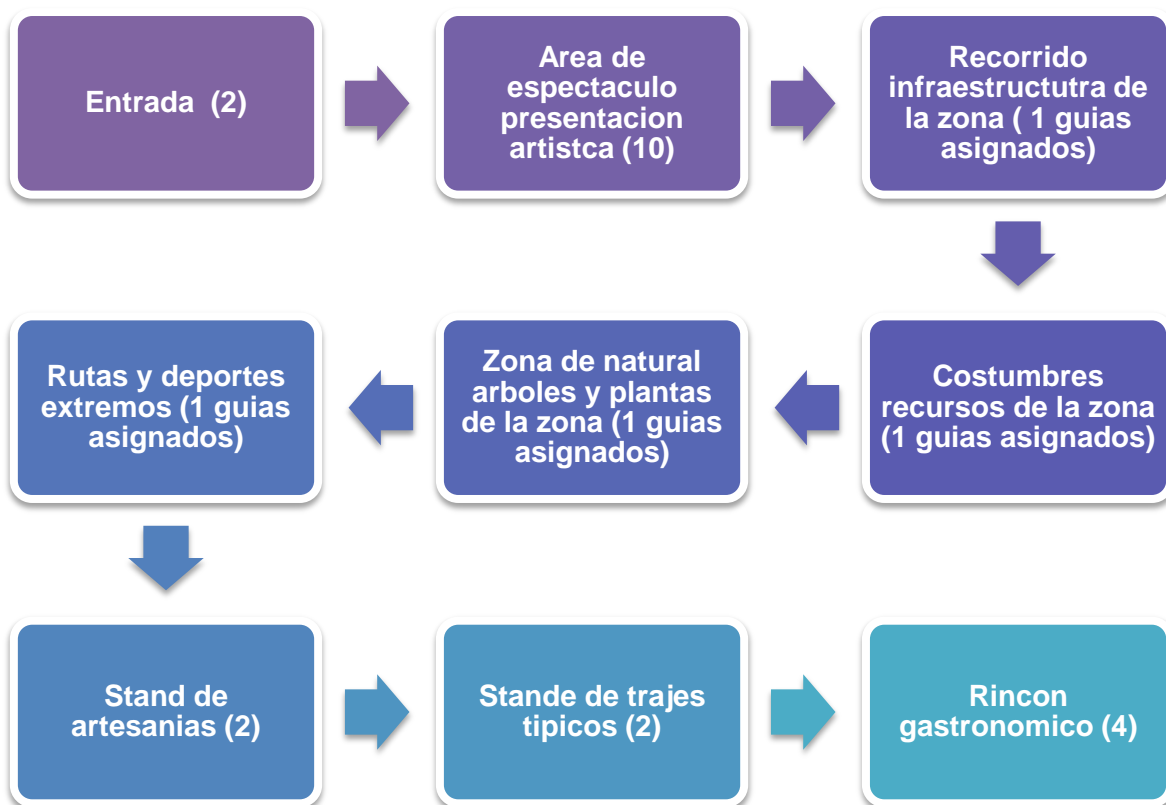 Entrada  (2)
Area de
espectaculo
presentacion
artistca (10)
Recorrido
infraestructutra de
la zona ( 1 guias
asignados)
Costumbres
recursos de la zona
(1 guias asignados)
Zona de natural
arboles y plantas
de la zona (1 guias
asignados)
Rutas y deportes
extremos (1 guias
asignados)
Stand de
artesanias (2)
Stande de trajes
tipicos (2)
Rincon
gastronomico (4)